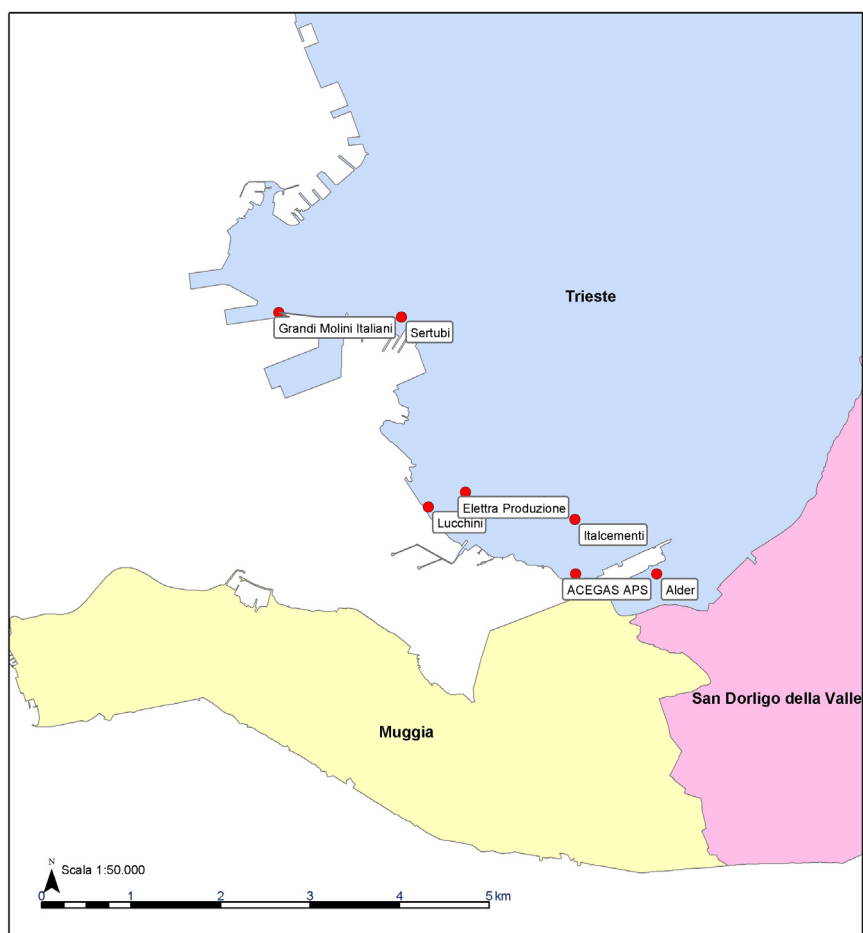 Trieste
Grandi Molini Italiani
Sertubi
Elettra Produzione
Lucchini
Italcementi
ACEGAS APS
Alder
San Dorligo della Valle
Muggia
N
Scala 1:50.000
0 1 2 3 4 5 km